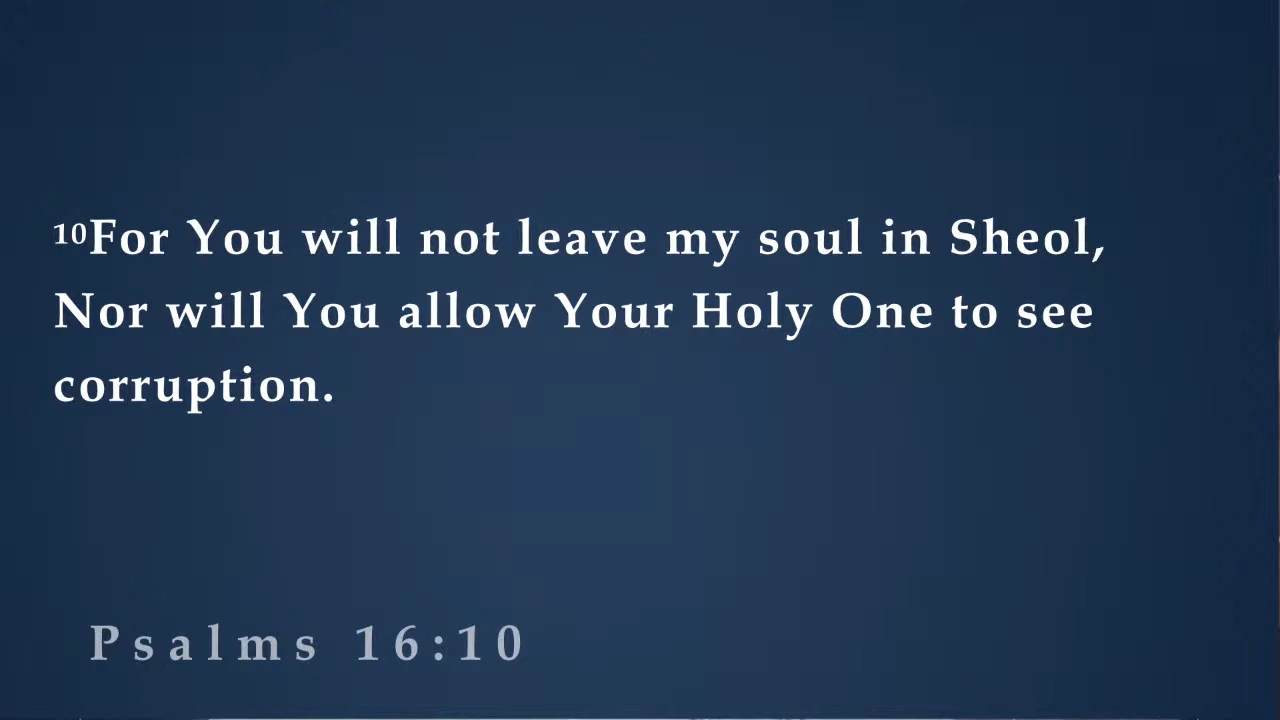 10For You will not leave my soul in Sheol,
Nor will You allow Your Holy One to see
corruption.
Psalms 16:10